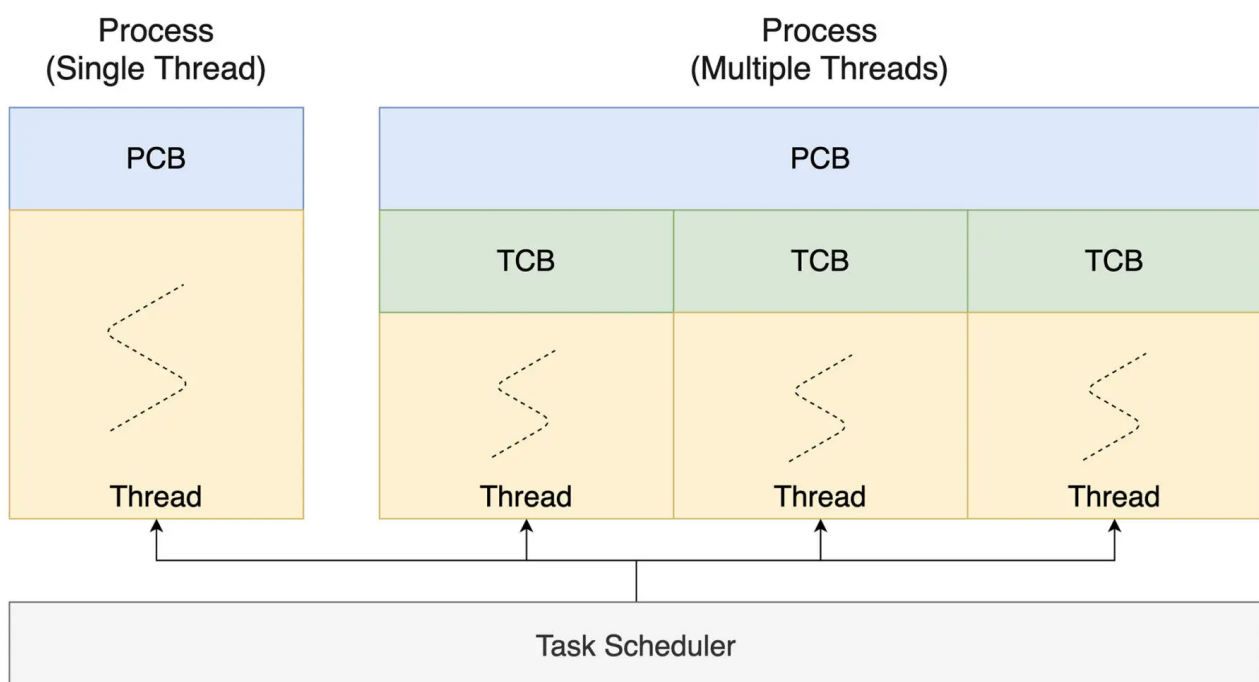 Process
(Single Thread)
Process
(Multiple Threads)
PCB
PCB
TCB
TCB
TCB
Thread
Thread
Thread
Thread
Task Scheduler